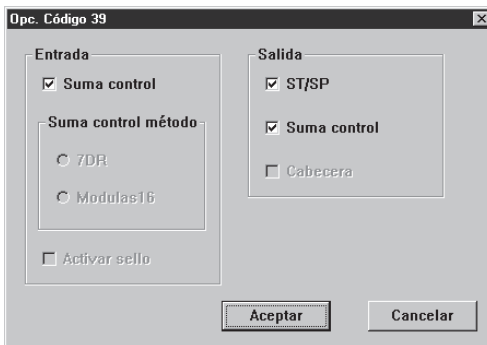 Opc. Código 39
Entrada
Suma control
Suma control método
7DR
Modulas16
Activar sello
Salida
ST/SP
Suma control
Cabecera
Aceptar
Cancelar